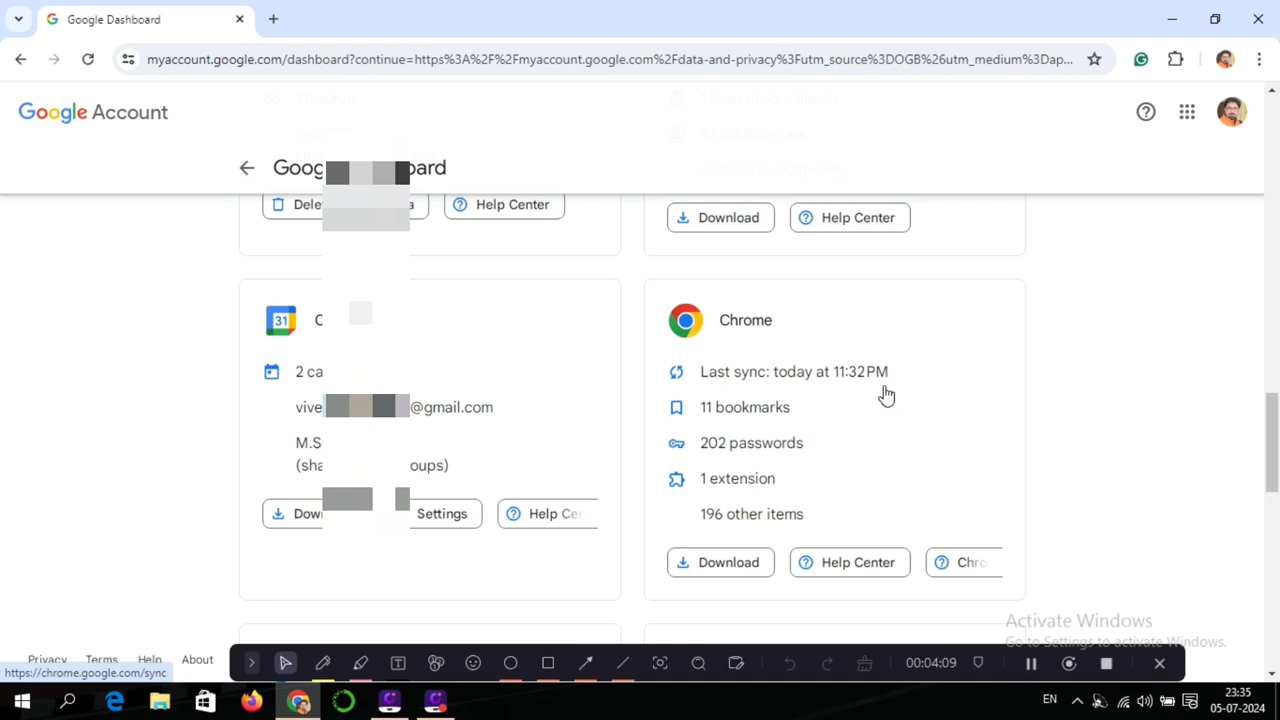 Google Dashboard
myaccount.google.com/dashboard?continue=https%3A%2F%2Fmyaccount.google.com%2Fdata-and-privacy%3Futm_source%3DOGB%26utm_medium%3Dap...
Google Account
Goog board
Dele a
Help Center
Download
Help Center
31
Chrome
2 ca
Last sync: today at 11:32 PM
vive @gmail.com
11 bookmarks
M.S
202 passwords
(sha oups)
1 extension
Dow Settings
Help Ce
196 other items
Download
Help Center
Chro
Activate Windows
Go to Settings to activate Windows.
Privacy Terms Help About
https://chrome.google.com/sync
00:04:09
EN
23:35
05-07-2024